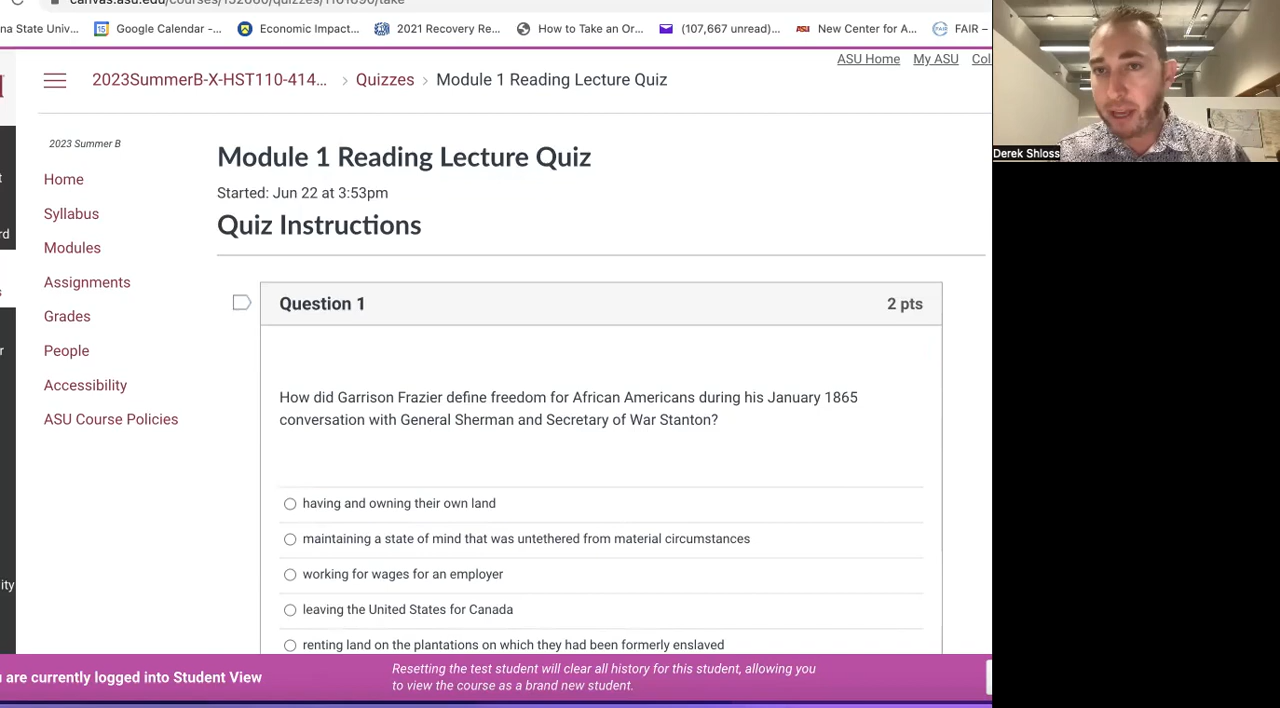 canvas.asu.edu/courses/152666/quizzes/1161690/take
na State Univ...
Google Calendar -...
Economic Impact...
2021 Recovery Re...
How to Take an Or...
(107,667 unread)...
New Center for A...
FAIR –
ASU Home
My ASU
Col
2023SummerB-X-HST110-414... › Quizzes › Module 1 Reading Lecture Quiz
2023 Summer B
Home
Syllabus
Modules
Assignments
Grades
People
Accessibility
ASU Course Policies
Module 1 Reading Lecture Quiz
Started: Jun 22 at 3:53pm
Quiz Instructions
Question 1
2 pts
How did Garrison Frazier define freedom for African Americans during his January 1865
conversation with General Sherman and Secretary of War Stanton?
having and owning their own land
maintaining a state of mind that was untethered from material circumstances
working for wages for an employer
leaving the United States for Canada
renting land on the plantations on which they had been formerly enslaved
are currently logged into Student View
Resetting the test student will clear all history for this student, allowing you
to view the course as a brand new student.
Derek Shloss